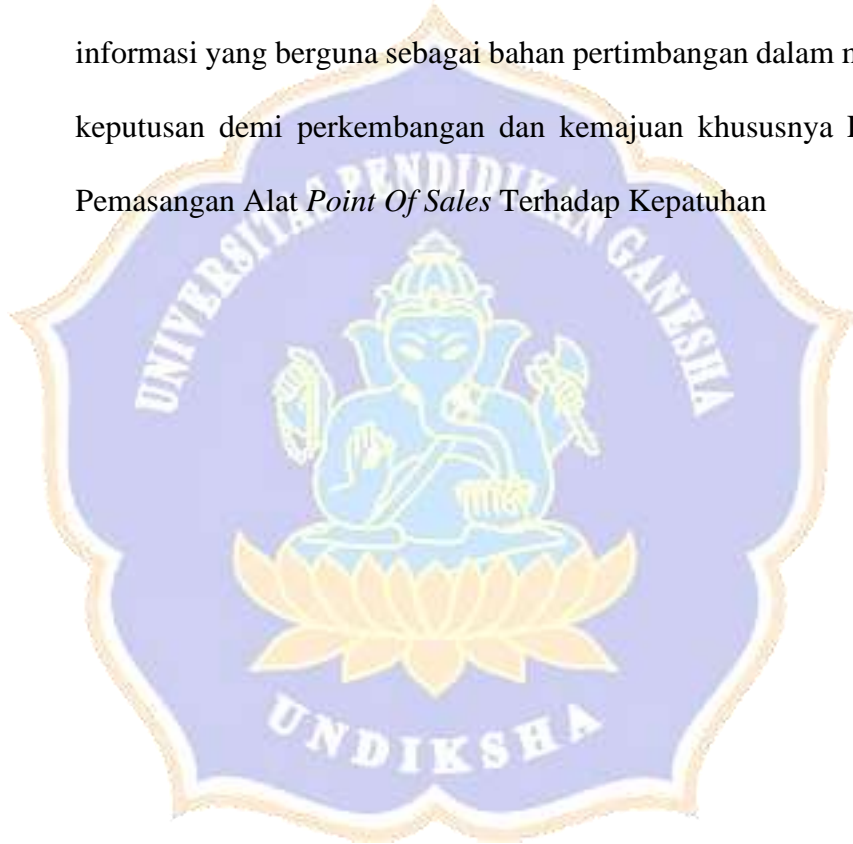 informasi yang berguna sebagai bahan pertimbangan dalam
keputusan demi perkembangan dan kemajuan khususnya
Pemasangan Alat Point Of Sales Terhadap Kepatuhan
UNIVERSITAS PENDIDIKAN GANESHA
UNDIKSHA